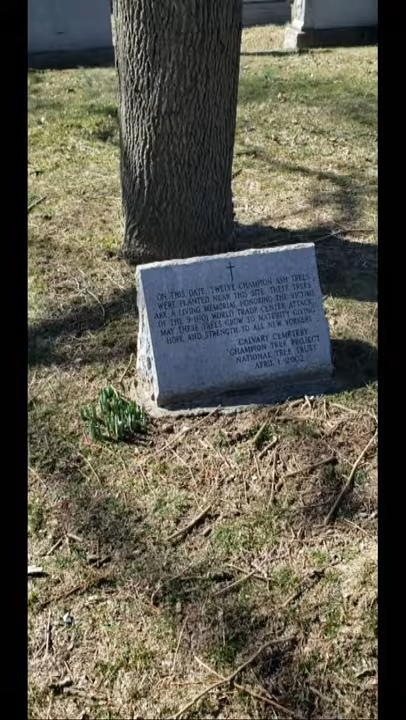 ON THIS DATE, TWELVE CHAMPION ASH TREES
WERE PLANTED NEAR THIS SITE. THESE TREES
ARE A LIVING MEMORIAL HONORING THE VICTIMS
OF THE 9-11-01 WORLD TRADE CENTER ATTACK.
MAY THESE TREES GROW TO MATURITY GIVING
HOPE AND STRENGTH TO ALL NEW YORKERS.
CALVARY CEMETERY
CHAMPION TREE PROJECT
NATIONAL TREE TRUST
APRIL 1, 2002